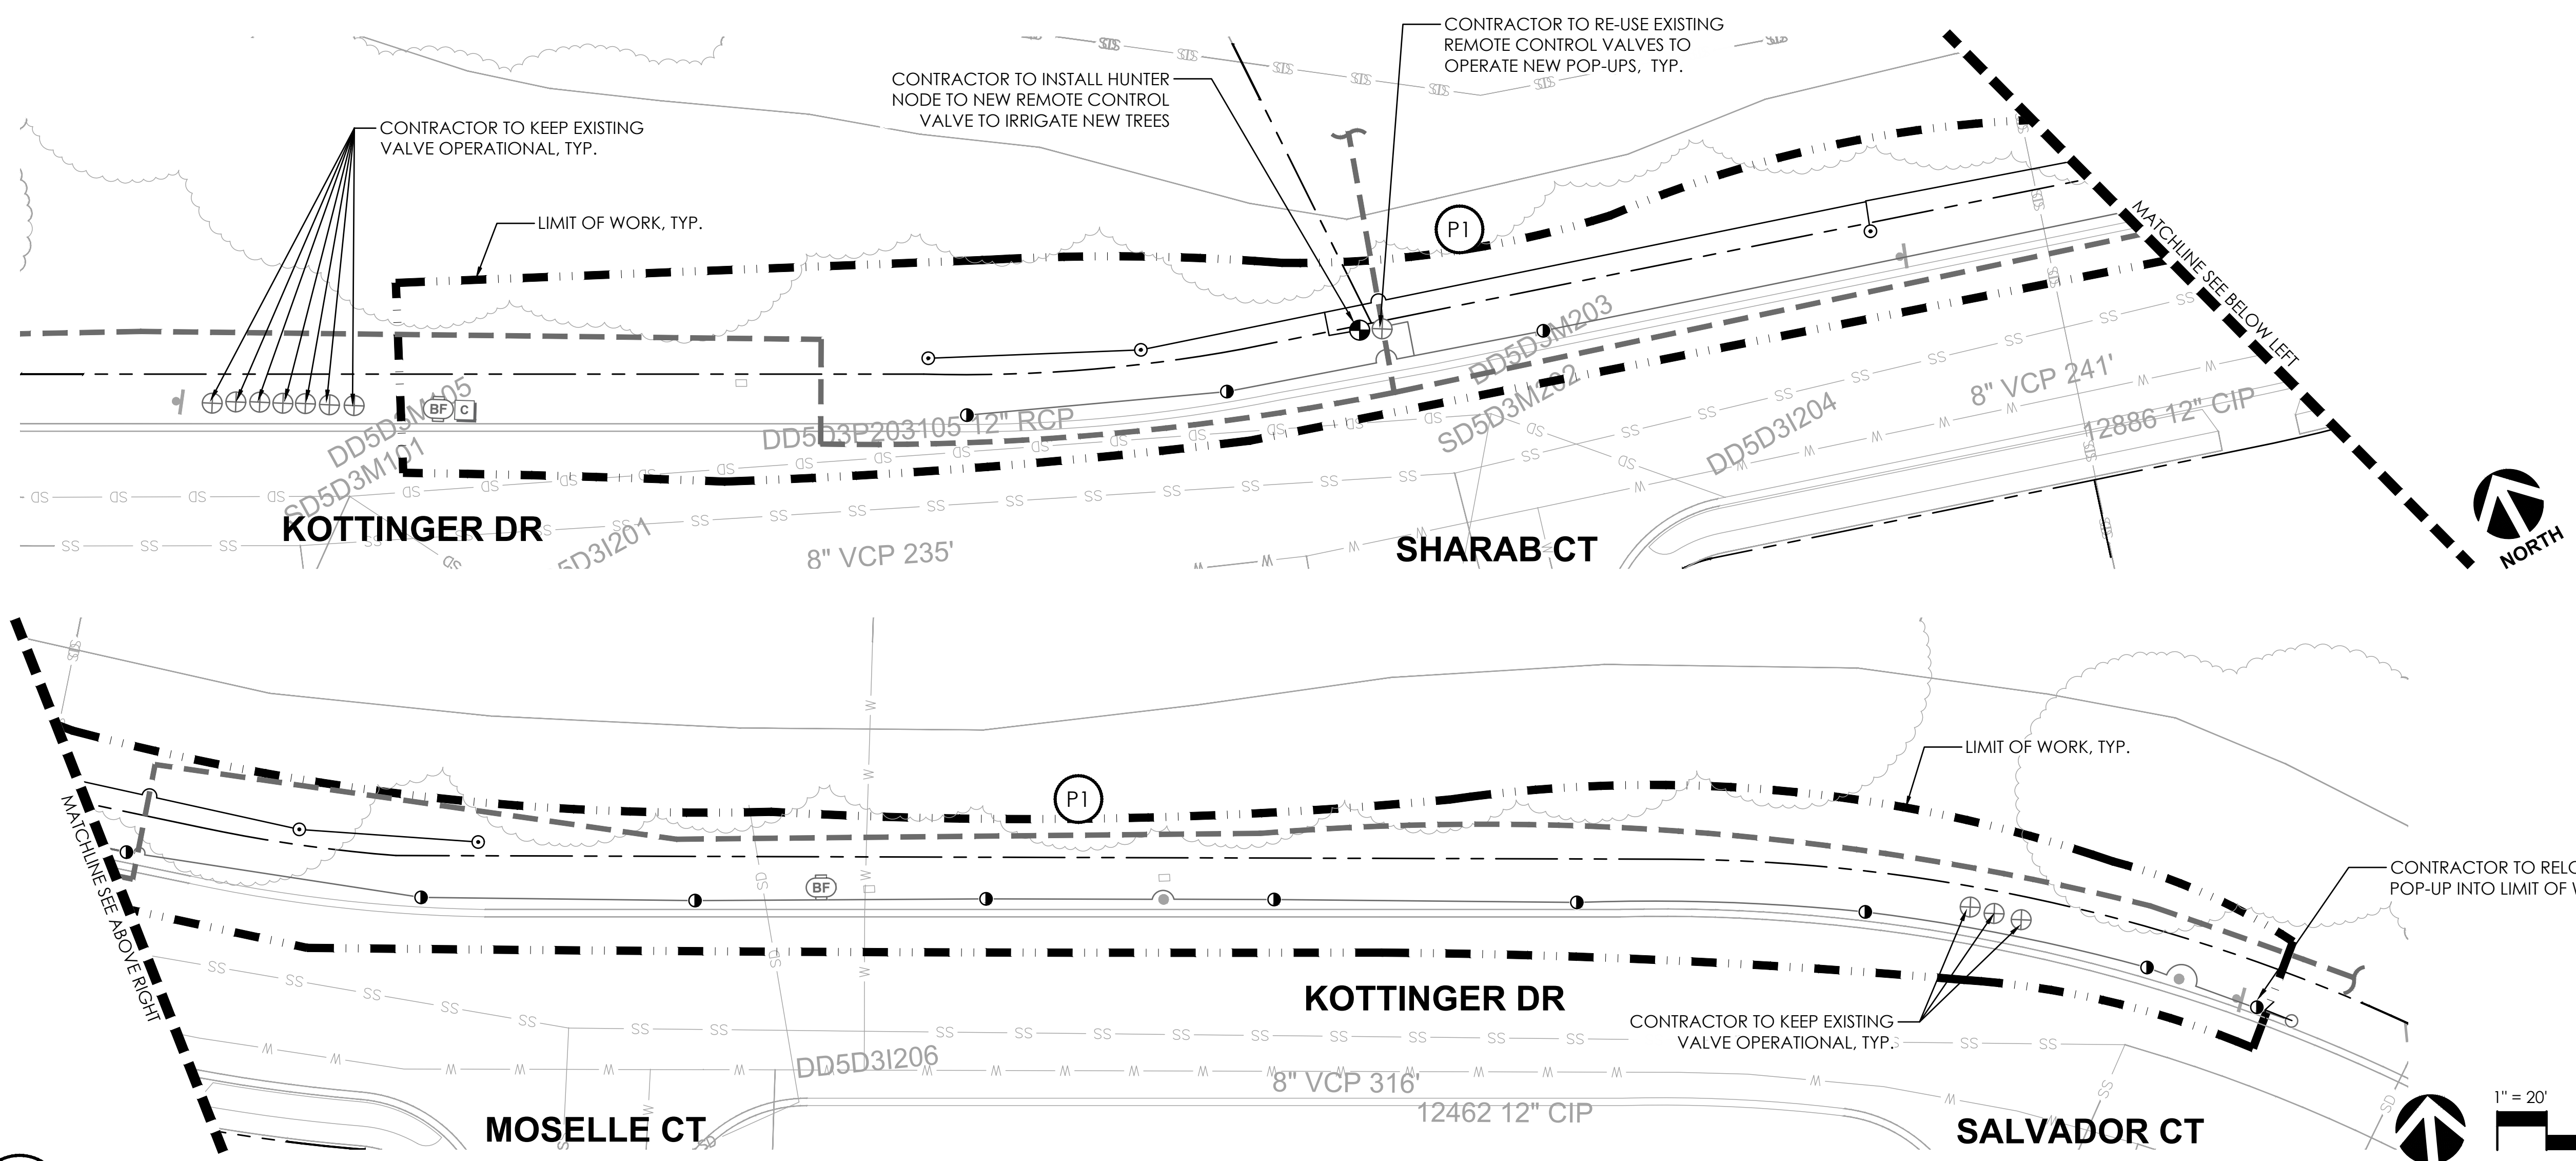 CONTRACTOR TO RE-USE EXISTING
REMOTE CONTROL VALVES TO
OPERATE NEW POP-UPS, TYP.
CONTRACTOR TO INSTALL HUNTER
NODE TO NEW REMOTE CONTROL
VALVE TO IRRIGATE NEW TREES
CONTRACTOR TO KEEP EXISTING
VALVE OPERATIONAL, TYP.
LIMIT OF WORK, TYP.
P1
MATCHLINE SEE BELOW LEFT
BF
C
DD5D3M105
SD5D3M101
DD5D3P203105 12" RCP
DD5D3M203
SD5D3M202
DD5D3I204
8" VCP 241'
12886 12" CIP
KOTTINGER DR
5D3I201
8" VCP 235'
SHARAB CT
NORTH
LIMIT OF WORK, TYP.
P1
MATCHLINE SEE ABOVE RIGHT
BF
CONTRACTOR TO RELO
POP-UP INTO LIMIT OF
KOTTINGER DR
CONTRACTOR TO KEEP EXISTING
VALVE OPERATIONAL, TYP.
DD5D3I206
8" VCP 316'
12462 12" CIP
MOSELLE CT
SALVADOR CT
1" = 20'